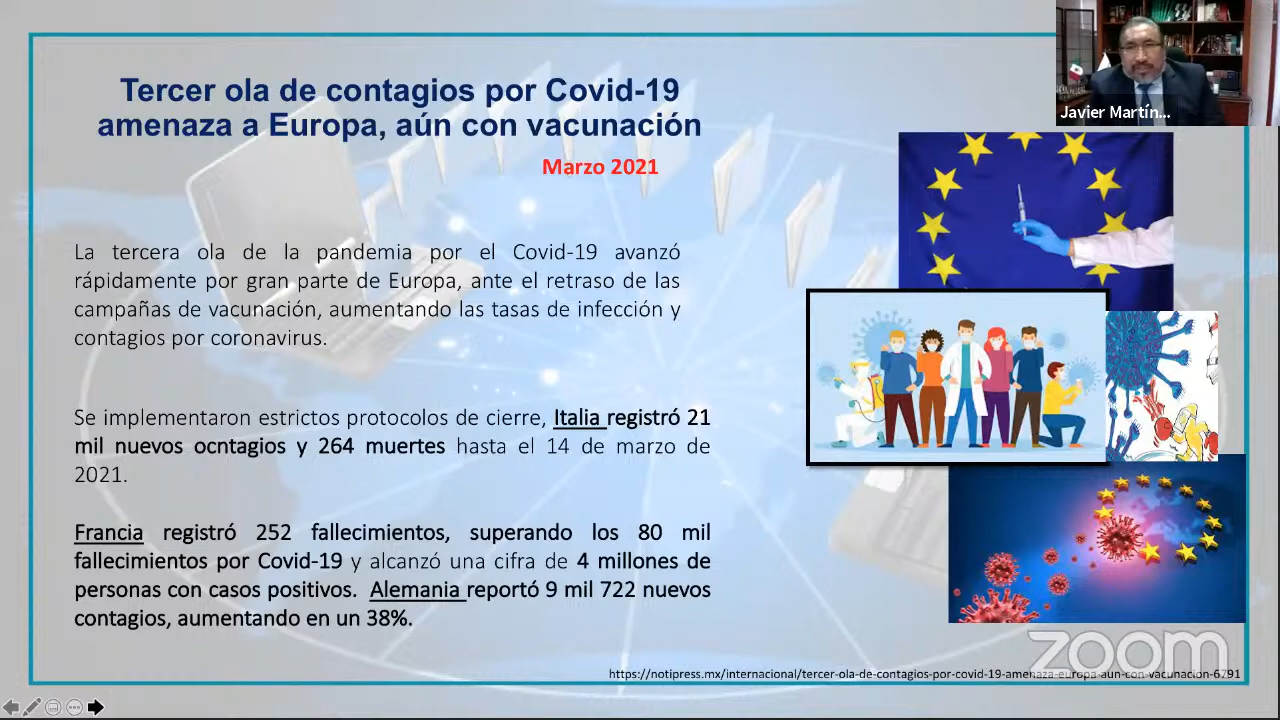 Tercer ola de contagios por Covid-19
amenaza a Europa, aún con vacunación
Marzo 2021
Javier Martín...
La tercera ola de la pandemia por el Covid-19 avanzó
rápidamente por gran parte de Europa, ante el retraso de las
campañas de vacunación, aumentando las tasas de infección y
contagios por coronavirus.
Se implementaron estrictos protocolos de cierre, Italia registró 21
mil nuevos ocntagios y 264 muertes hasta el 14 de marzo de
2021.
Francia registró 252 fallecimientos, superando los 80 mil
fallecimientos por Covid-19 y alcanzó una cifra de 4 millones de
personas con casos positivos. Alemania reportó 9 mil 722 nuevos
contagios, aumentando en un 38%.
zoom
https://notipress.mx/internacional/tercer-ola-de-contagios-por-covid-19-amenaza-europa-aun-con-vacunacion-6791